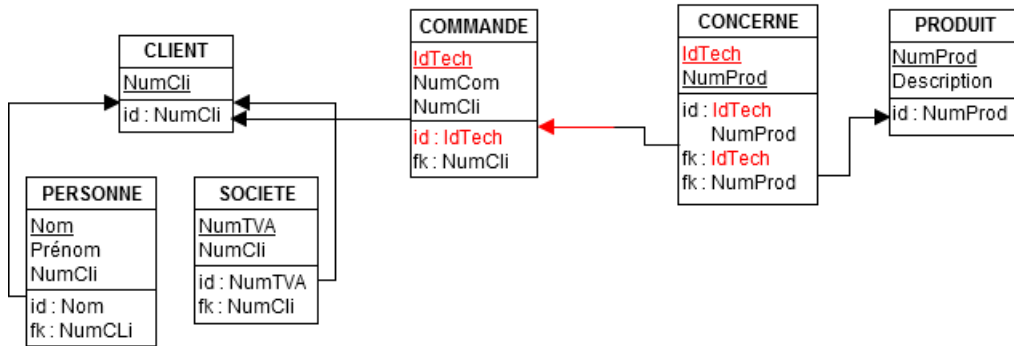 CLIENT
NumCli
id : NumCli
COMMANDE
IdTech
NumCom
NumCli
id : IdTech
fk : NumCli
CONCERNE
IdTech
NumProd
id : IdTech
NumProd
fk : IdTech
fk : NumProd
PRODUIT
NumProd
Description
id : NumProd
PERSONNE
Nom
Prénom
NumCli
id : Nom
fk : NumCLi
SOCIETE
NumTVA
NumCli
id : NumTVA
fk : NumCli